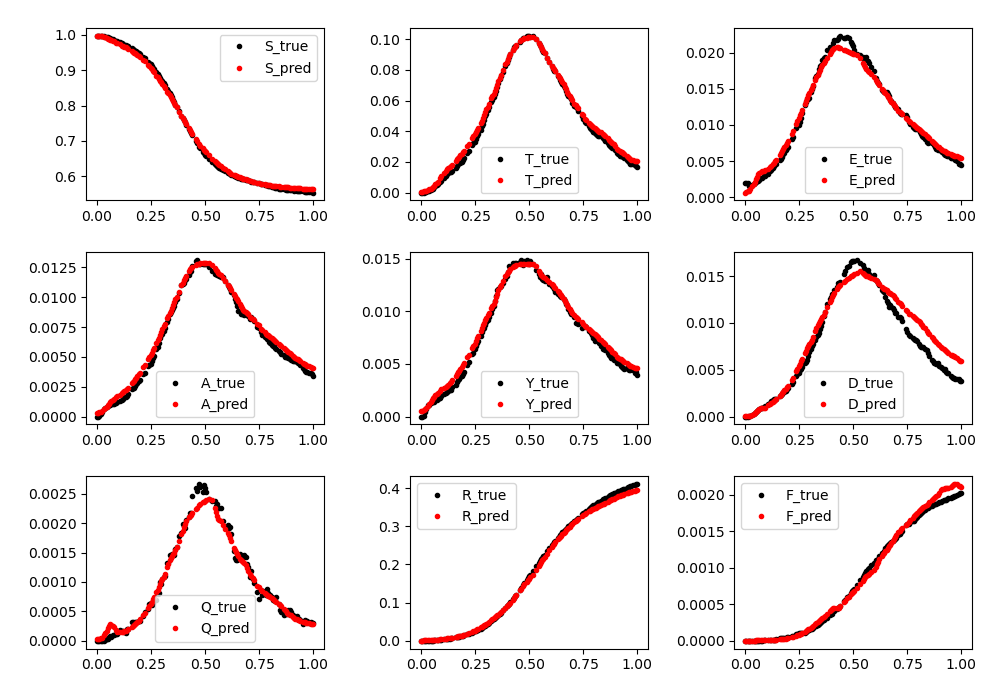 1.0
0.9
0.8
0.7
0.6
0.00 0.25 0.50 0.75 1.00
S_true
S_pred
0.10
0.08
0.06
0.04
0.02
0.00
0.00 0.25 0.50 0.75 1.00
T_true
T_pred
0.020
0.015
0.010
0.005
0.000
0.00 0.25 0.50 0.75 1.00
E_true
E_pred
0.0125
0.0100
0.0075
0.0050
0.0025
0.0000
0.00 0.25 0.50 0.75 1.00
A_true
A_pred
0.015
0.010
0.005
0.000
0.00 0.25 0.50 0.75 1.00
Y_true
Y_pred
0.015
0.010
0.005
0.000
0.00 0.25 0.50 0.75 1.00
D_true
D_pred
0.0025
0.0020
0.0015
0.0010
0.0005
0.0000
0.00 0.25 0.50 0.75 1.00
Q_true
Q_pred
0.4
0.3
0.2
0.1
0.0
0.00 0.25 0.50 0.75 1.00
R_true
R_pred
0.0020
0.0015
0.0010
0.0005
0.0000
0.00 0.25 0.50 0.75 1.00
F_true
F_pred